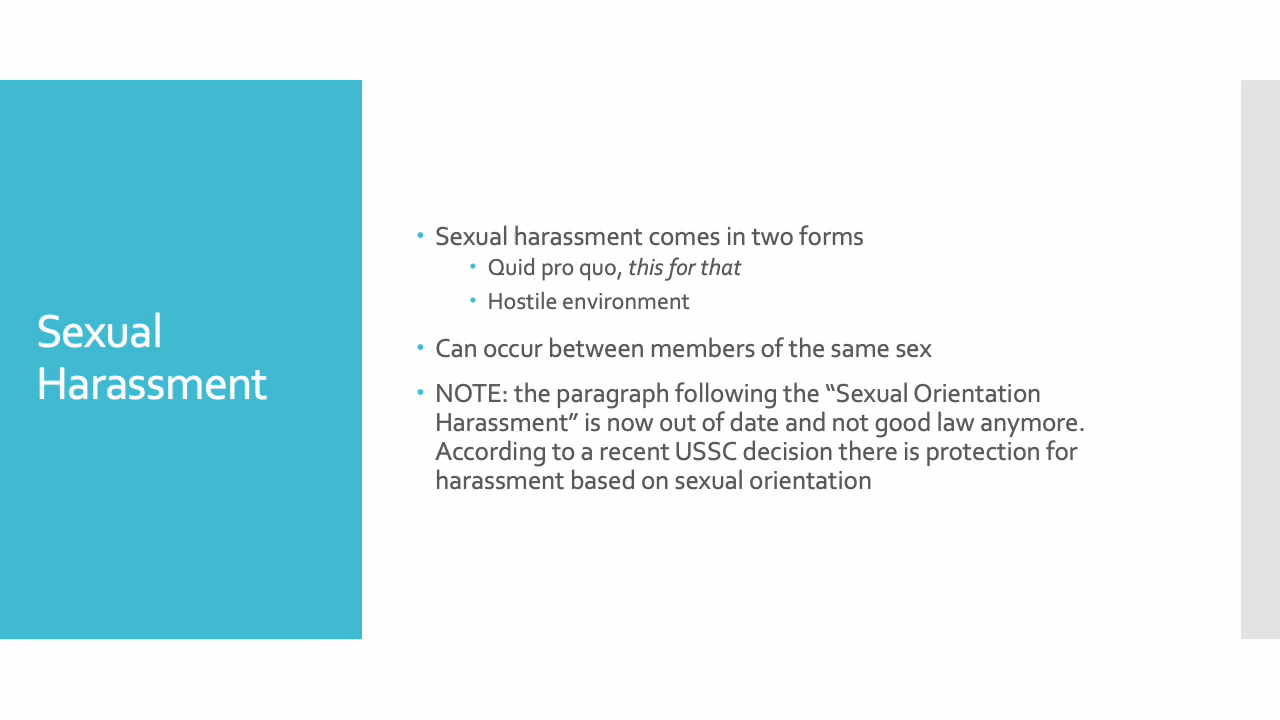 Sexual
Harassment
• Sexual harassment comes in two forms
• Quid pro quo, this for that
• Hostile environment
• Can occur between members of the same sex
• NOTE: the paragraph following the “Sexual Orientation
Harassment” is now out of date and not good law anymore.
According to a recent USSC decision there is protection for
harassment based on sexual orientation